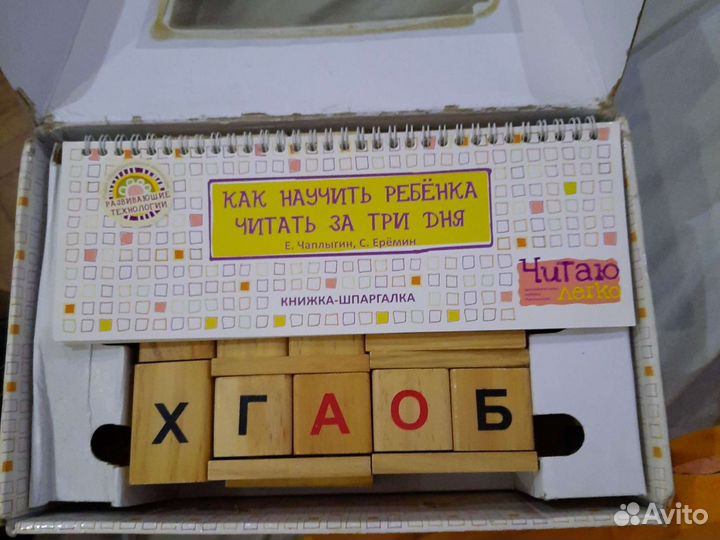 РАЗВИВАЮЩИЕ
ТЕХНОЛОГИИ
КАК НАУЧИТЬ РЕБЁНКА
ЧИТАТЬ ЗА ТРИ ДНЯ
Е. Чаплыгин, С. Ерёмин
КНИЖКА-ШПАРГАЛКА
Читаю
легко
Х Г А О Б
Avito